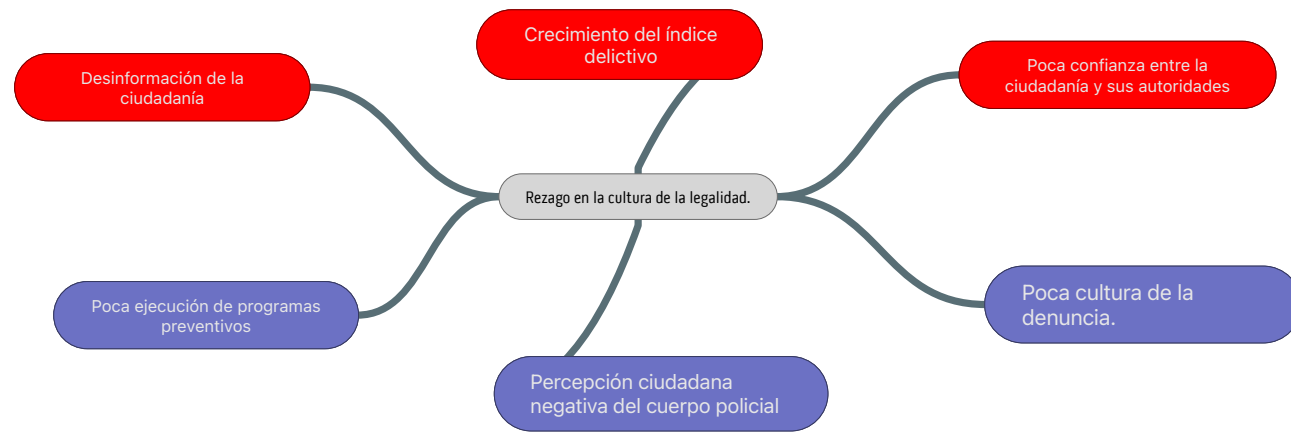 Crecimiento del índice
delictivo
Desinformación de la
ciudadanía
Poca confianza entre la
ciudadanía y sus autoridades
Rezago en la cultura de la legalidad.
Poca ejecución de programas
preventivos
Poca cultura de la
denuncia.
Percepción ciudadana
negativa del cuerpo policial